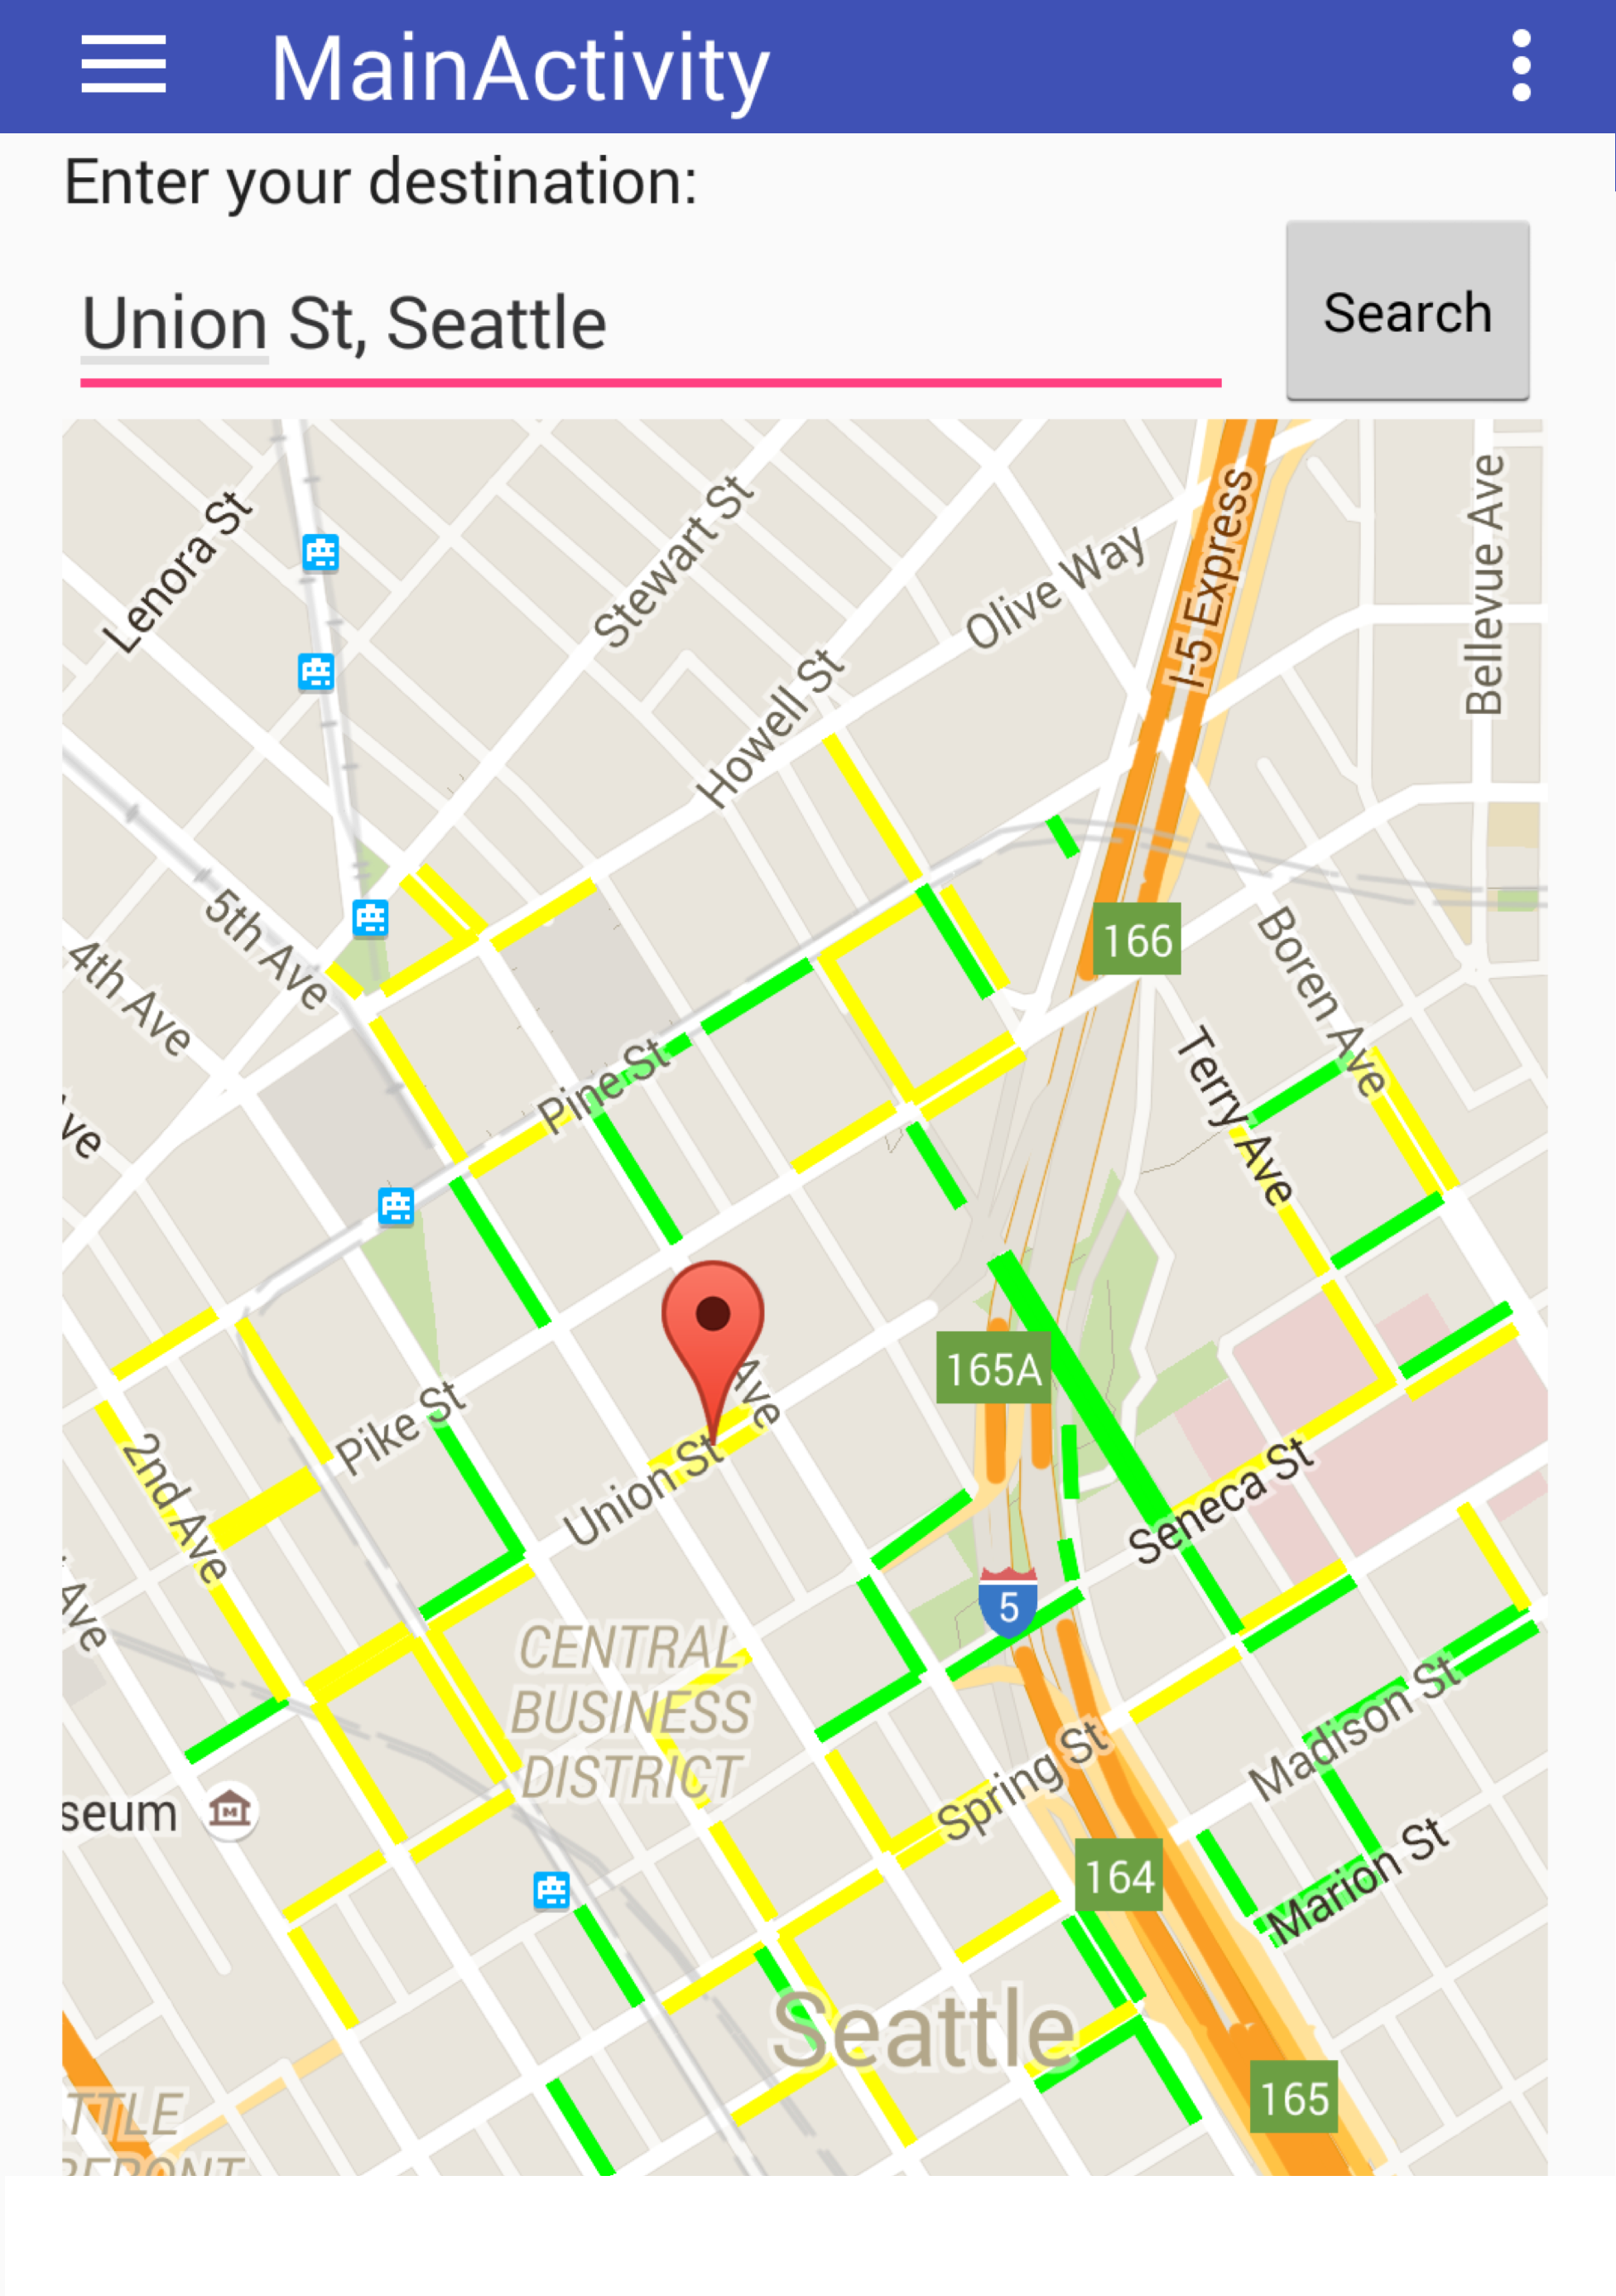 MainActivity
Enter your destination:
Union St, Seattle
Search
Lenora St
Stewart St
I-5 Express
Bellevue Ave
Olive Way
Howell St
5th Ave
4th Ave
166
Boren Ave
Pine St
Terry Ave
ve
165A
Ave
Pike St
2nd Ave
Union St
Seneca St
Ave
5
CENTRAL
BUSINESS
DISTRICT
Madison St
Spring St
seum
M
Marion St
164
Seattle
165
TTLE